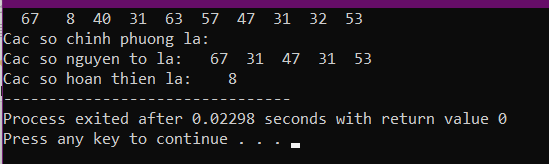 67 8 40 31 63 57 47 31 32 53
Cac so chinh phuong la:
Cac so nguyen to la: 67 31 47 31 53
Cac so hoan thien la: 8
--------------------------------
Process exited after 0.02298 seconds with return value 0
Press any key to continue . . .